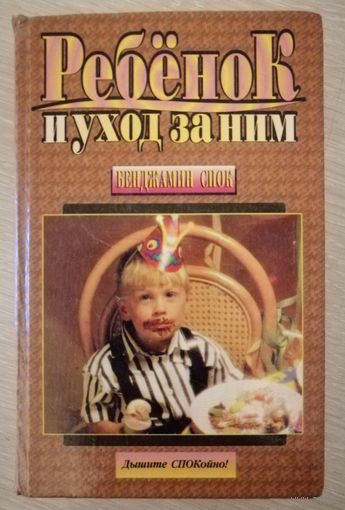 РебёноК
и уход за ним
Бенджамин Спок
Дышите СПОКойно!